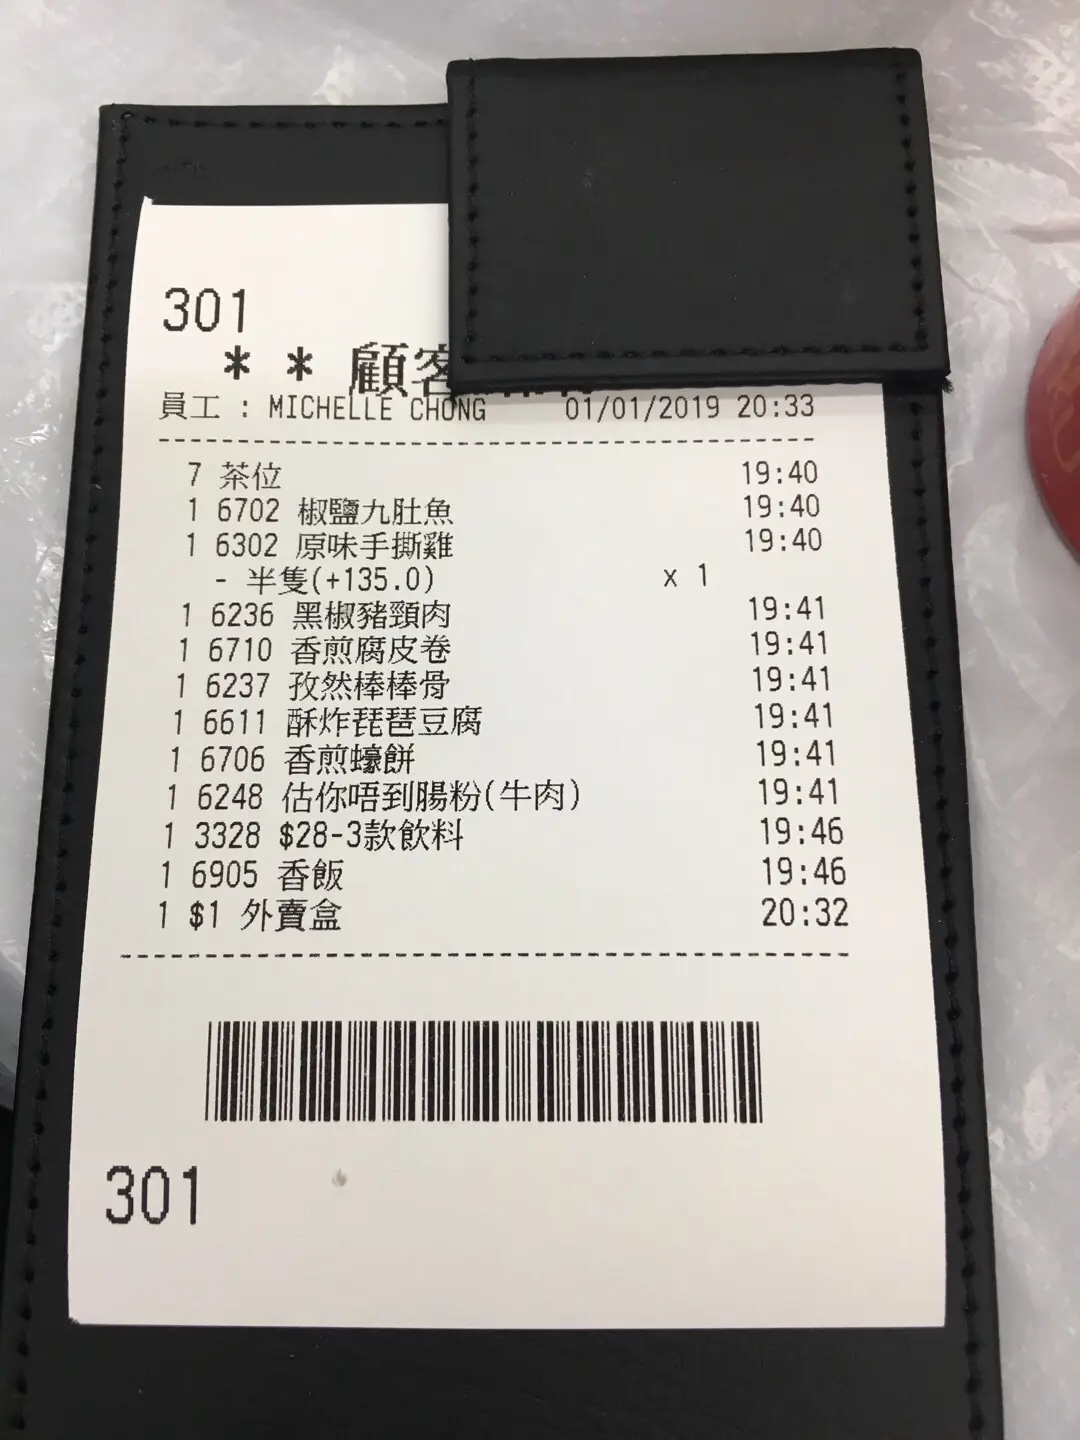 301
* * 顧客
員工 : MICHELLE CHONG 01/01/2019 20:33
7 茶位 19:40
1 6702 椒鹽九肚魚 19:40
1 6302 原味手撕雞 19:40
- 半隻(+135.0) x 1
1 6236 黑椒豬頸肉 19:41
1 6710 香煎腐皮卷 19:41
1 6237 孜然棒棒骨 19:41
1 6611 酥炸琵琶豆腐 19:41
1 6706 香煎蠔餅 19:41
1 6248 估你唔到腸粉(牛肉) 19:41
1 3328 $28-3款飲料 19:46
1 6905 香飯 19:46
1 $1 外賣盒 20:32
301